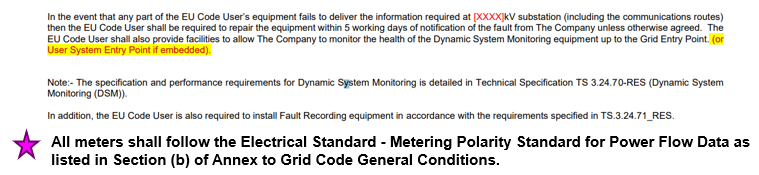 In the event that any part of the EU Code User's equipment fails to deliver the information required at [XXXX]kV substation (including the communications routes)
then the EU Code User shall be required to repair the equipment within 5 working days of notification of the fault from The Company unless otherwise agreed. The
EU Code User shall also provide facilities to allow The Company to monitor the health of the Dynamic System Monitoring equipment up to the Grid Entry Point. (or
User System Entry Point if embedded).
Note:- The specification and performance requirements for Dynamic System Monitoring is detailed in Technical Specification TS 3.24.70-RES (Dynamic System
Monitoring (DSM)).
In addition, the EU Code User is also required to install Fault Recording equipment in accordance with the requirements specified in TS.3.24.71_RES.
All meters shall follow the Electrical Standard - Metering Polarity Standard for Power Flow Data as
listed in Section (b) of Annex to Grid Code General Conditions.